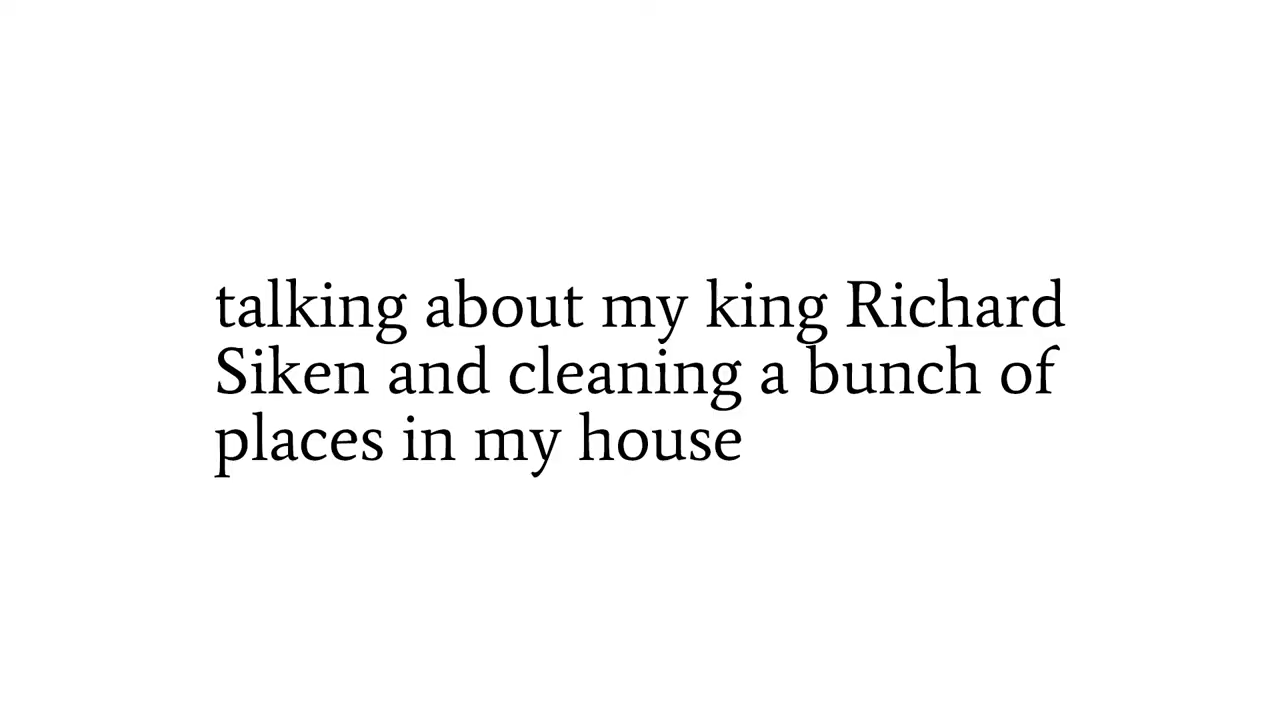 talking about my king Richard
Siken and cleaning a bunch of
places in my house